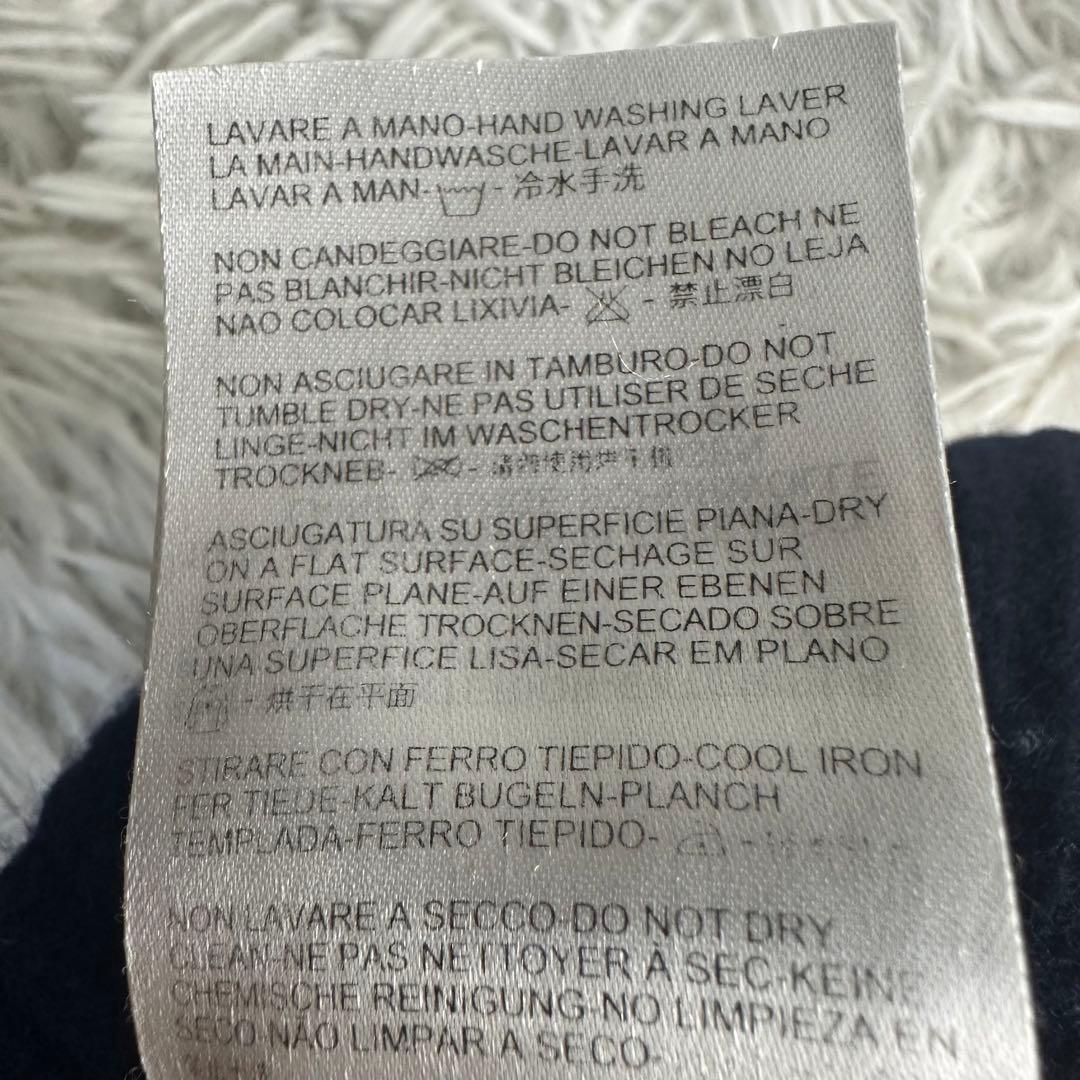 LAVARE A MANO-HAND WASHING LAVER
LA MAIN-HANDWASCHE-LAVAR A MANO
LAVAR A MAN- - 冷水手洗
NON CANDEGGIARE-DO NOT BLEACH NE
PAS BLANCHIR-NICHT BLEICHEN NO LEJA
NAO COLOCAR LIXIVIA- - 禁止漂白
NON ASCIUGARE IN TAMBURO-DO NOT
TUMBLE DRY-NE PAS UTILISER DE SECHE
LINGE-NICHT IM WASCHENTROCKER
TROCKNEB- -
ASCIUGATURA SU SUPERFICIE PIANA-DRY
ON A FLAT SURFACE-SECHAGE SUR
SURFACE PLANE-AUF EINER EBENEN
OBERFLACHE TROCKNEN-SECADO SOBRE
UNA SUPERFICE LISA-SECAR EM PLANO
- 烘干在平面
STIRARE CON FERRO TIEPIDO-COOL IRON
FER TIEDE-KALT BUGELN-PLANCH
TEMPLADA-FERRO TIEPIDO- -
NON LAVARE A SECCO-DO NOT DRY
CLEAN-NE PAS NETTOYER À SEC-KEINE
CHEMISCHE REINIGUNG-NO LIMPIEZA EN
SECO NÃO LIMPAR A SECO-